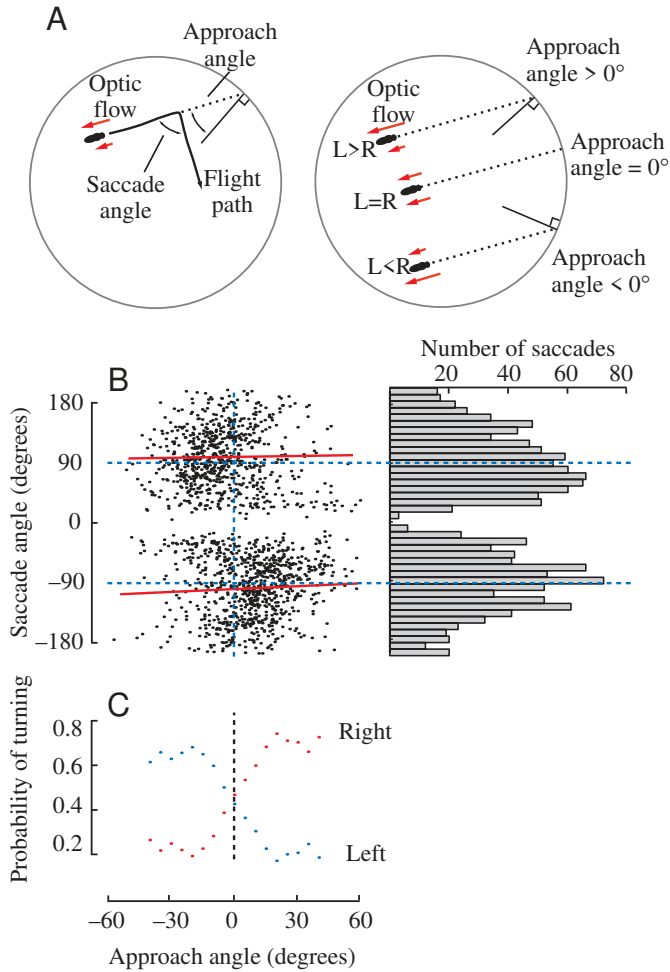 A
Approach
angle
Optic
flow
Saccade
angle
Flight
path
Approach
angle > 0°
Optic
flow
L>R
Approach
angle = 0°
L=R
L<R
Approach
angle < 0°
B
Number of saccades
20 40 60 80
Saccade angle (degrees)
180
90
0
–90
–180
C
Probability of turning
0.8
0.6
0.4
0.2
Right
Left
–60 –30 0 30 60
Approach angle (degrees)